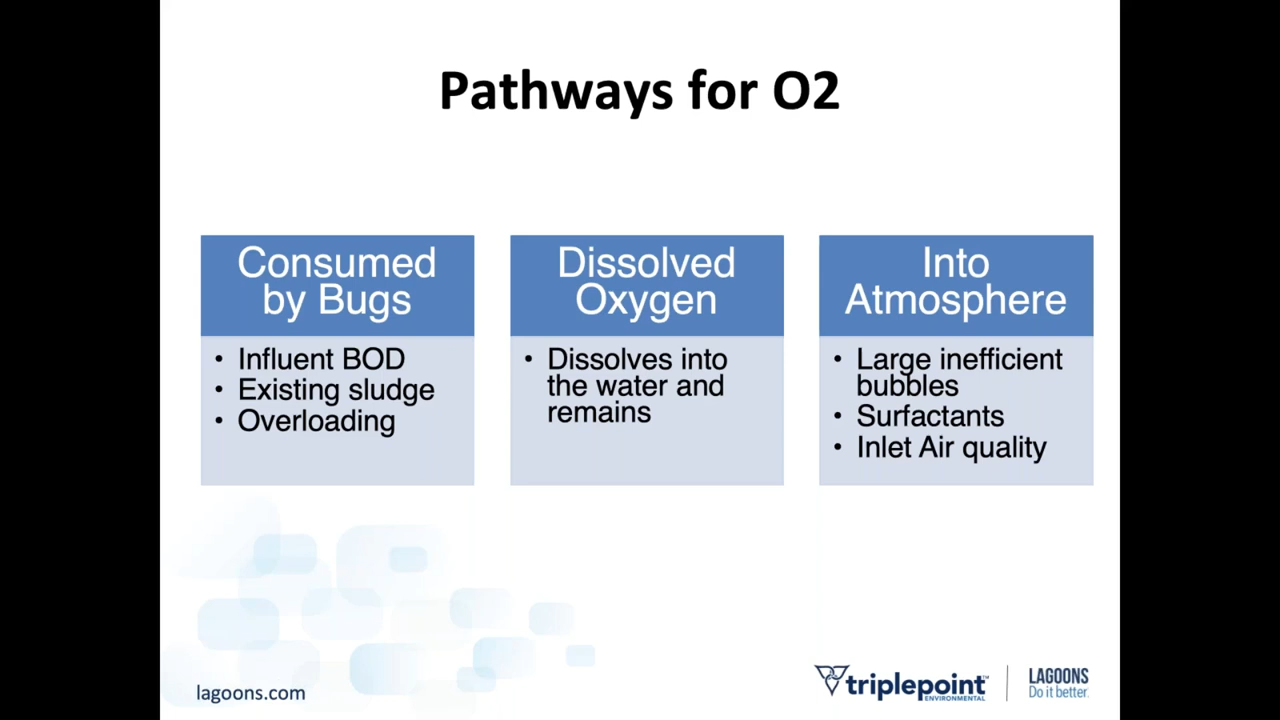 Pathways for O2
Consumed
by Bugs
• Influent BOD
• Existing sludge
• Overloading
Dissolved
Oxygen
• Dissolves into
the water and
remains
Into
Atmosphere
• Large inefficient
bubbles
• Surfactants
• Inlet Air quality
lagoons.com
triplepoint™
ENVIRONMENTAL
LAGOONS
Do it better.